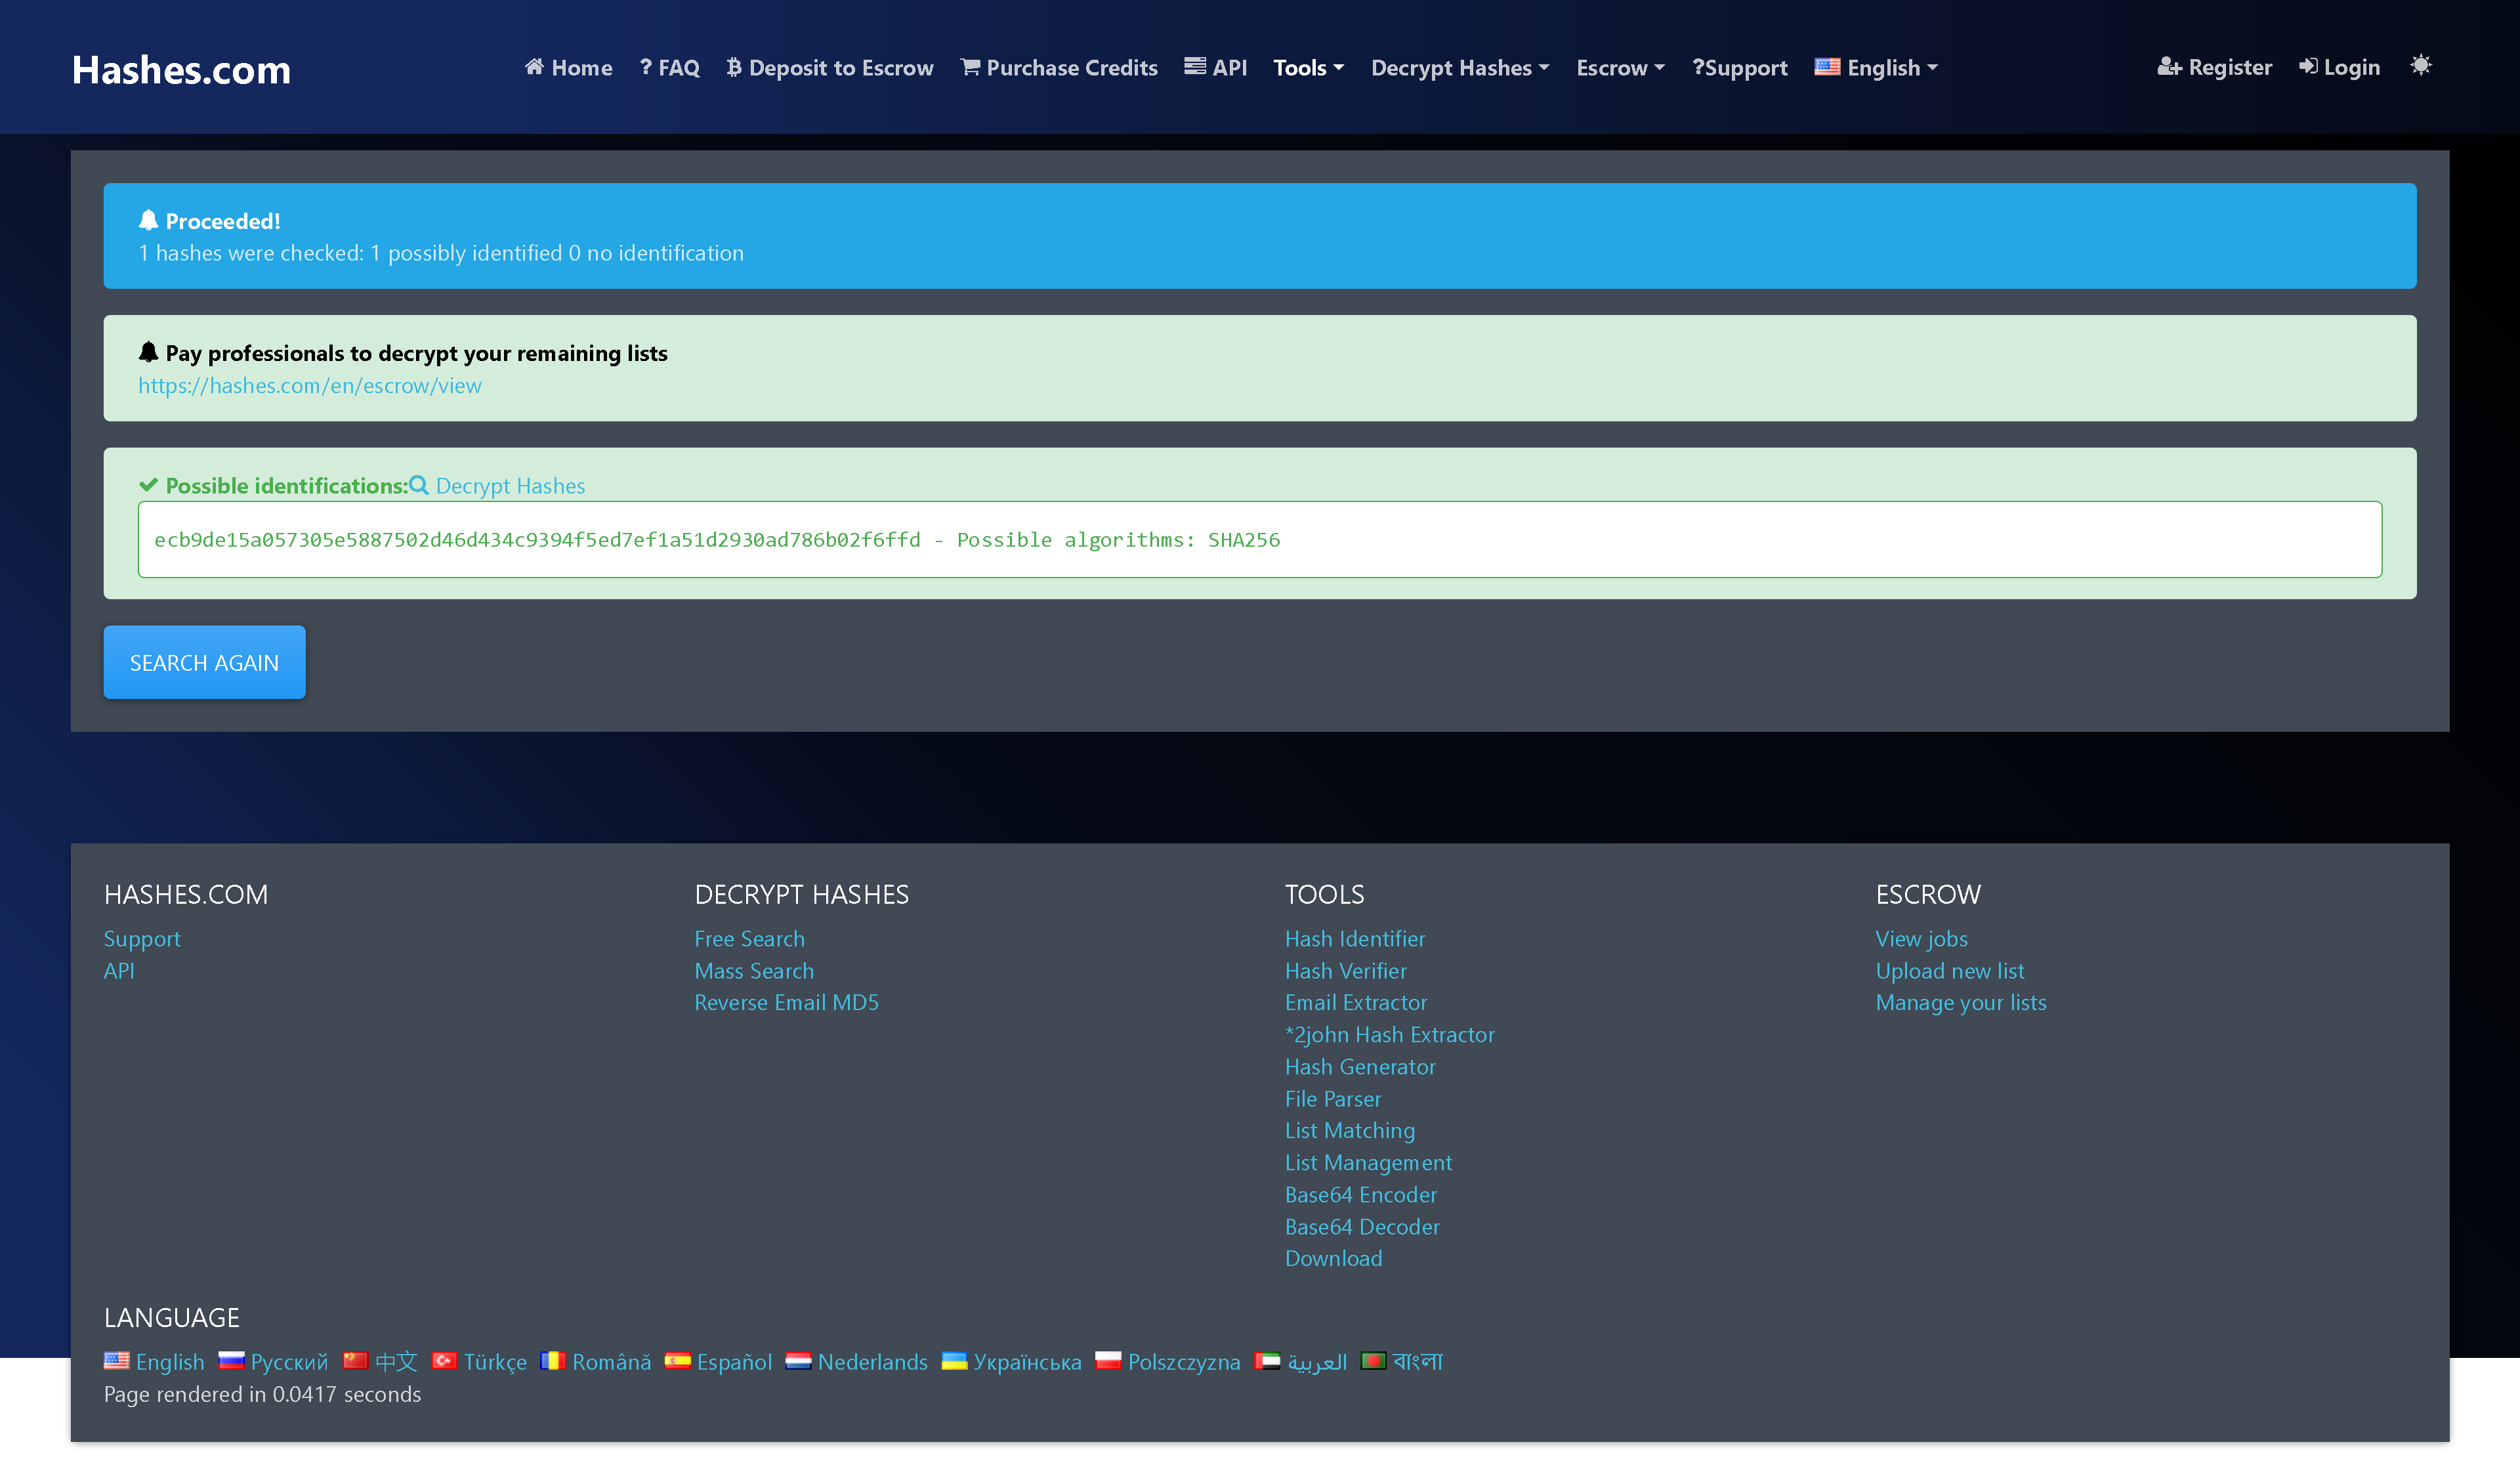 Hashes.com
Home ? FAQ Deposit to Escrow Purchase Credits API Tools Decrypt Hashes Escrow ?Support English Register Login
Proceeded!
1 hashes were checked: 1 possibly identified 0 no identification
Pay professionals to decrypt your remaining lists
https://hashes.com/en/escrow/view
Possible identifications: Decrypt Hashes
ecb9de15a057305e5887502d46d434c9394f5ed7ef1a51d2930ad786b02f6ffd - Possible algorithms: SHA256
SEARCH AGAIN
HASHES.COM
Support
API
DECRYPT HASHES
Free Search
Mass Search
Reverse Email MD5
TOOLS
Hash Identifier
Hash Verifier
Email Extractor
*2john Hash Extractor
Hash Generator
File Parser
List Matching
List Management
Base64 Encoder
Base64 Decoder
Download
ESCROW
View jobs
Upload new list
Manage your lists
LANGUAGE
English Русский 中文 Türkçe Română Español Nederlands Українська Polszczyzna العربية বাংলা
Page rendered in 0.0417 seconds